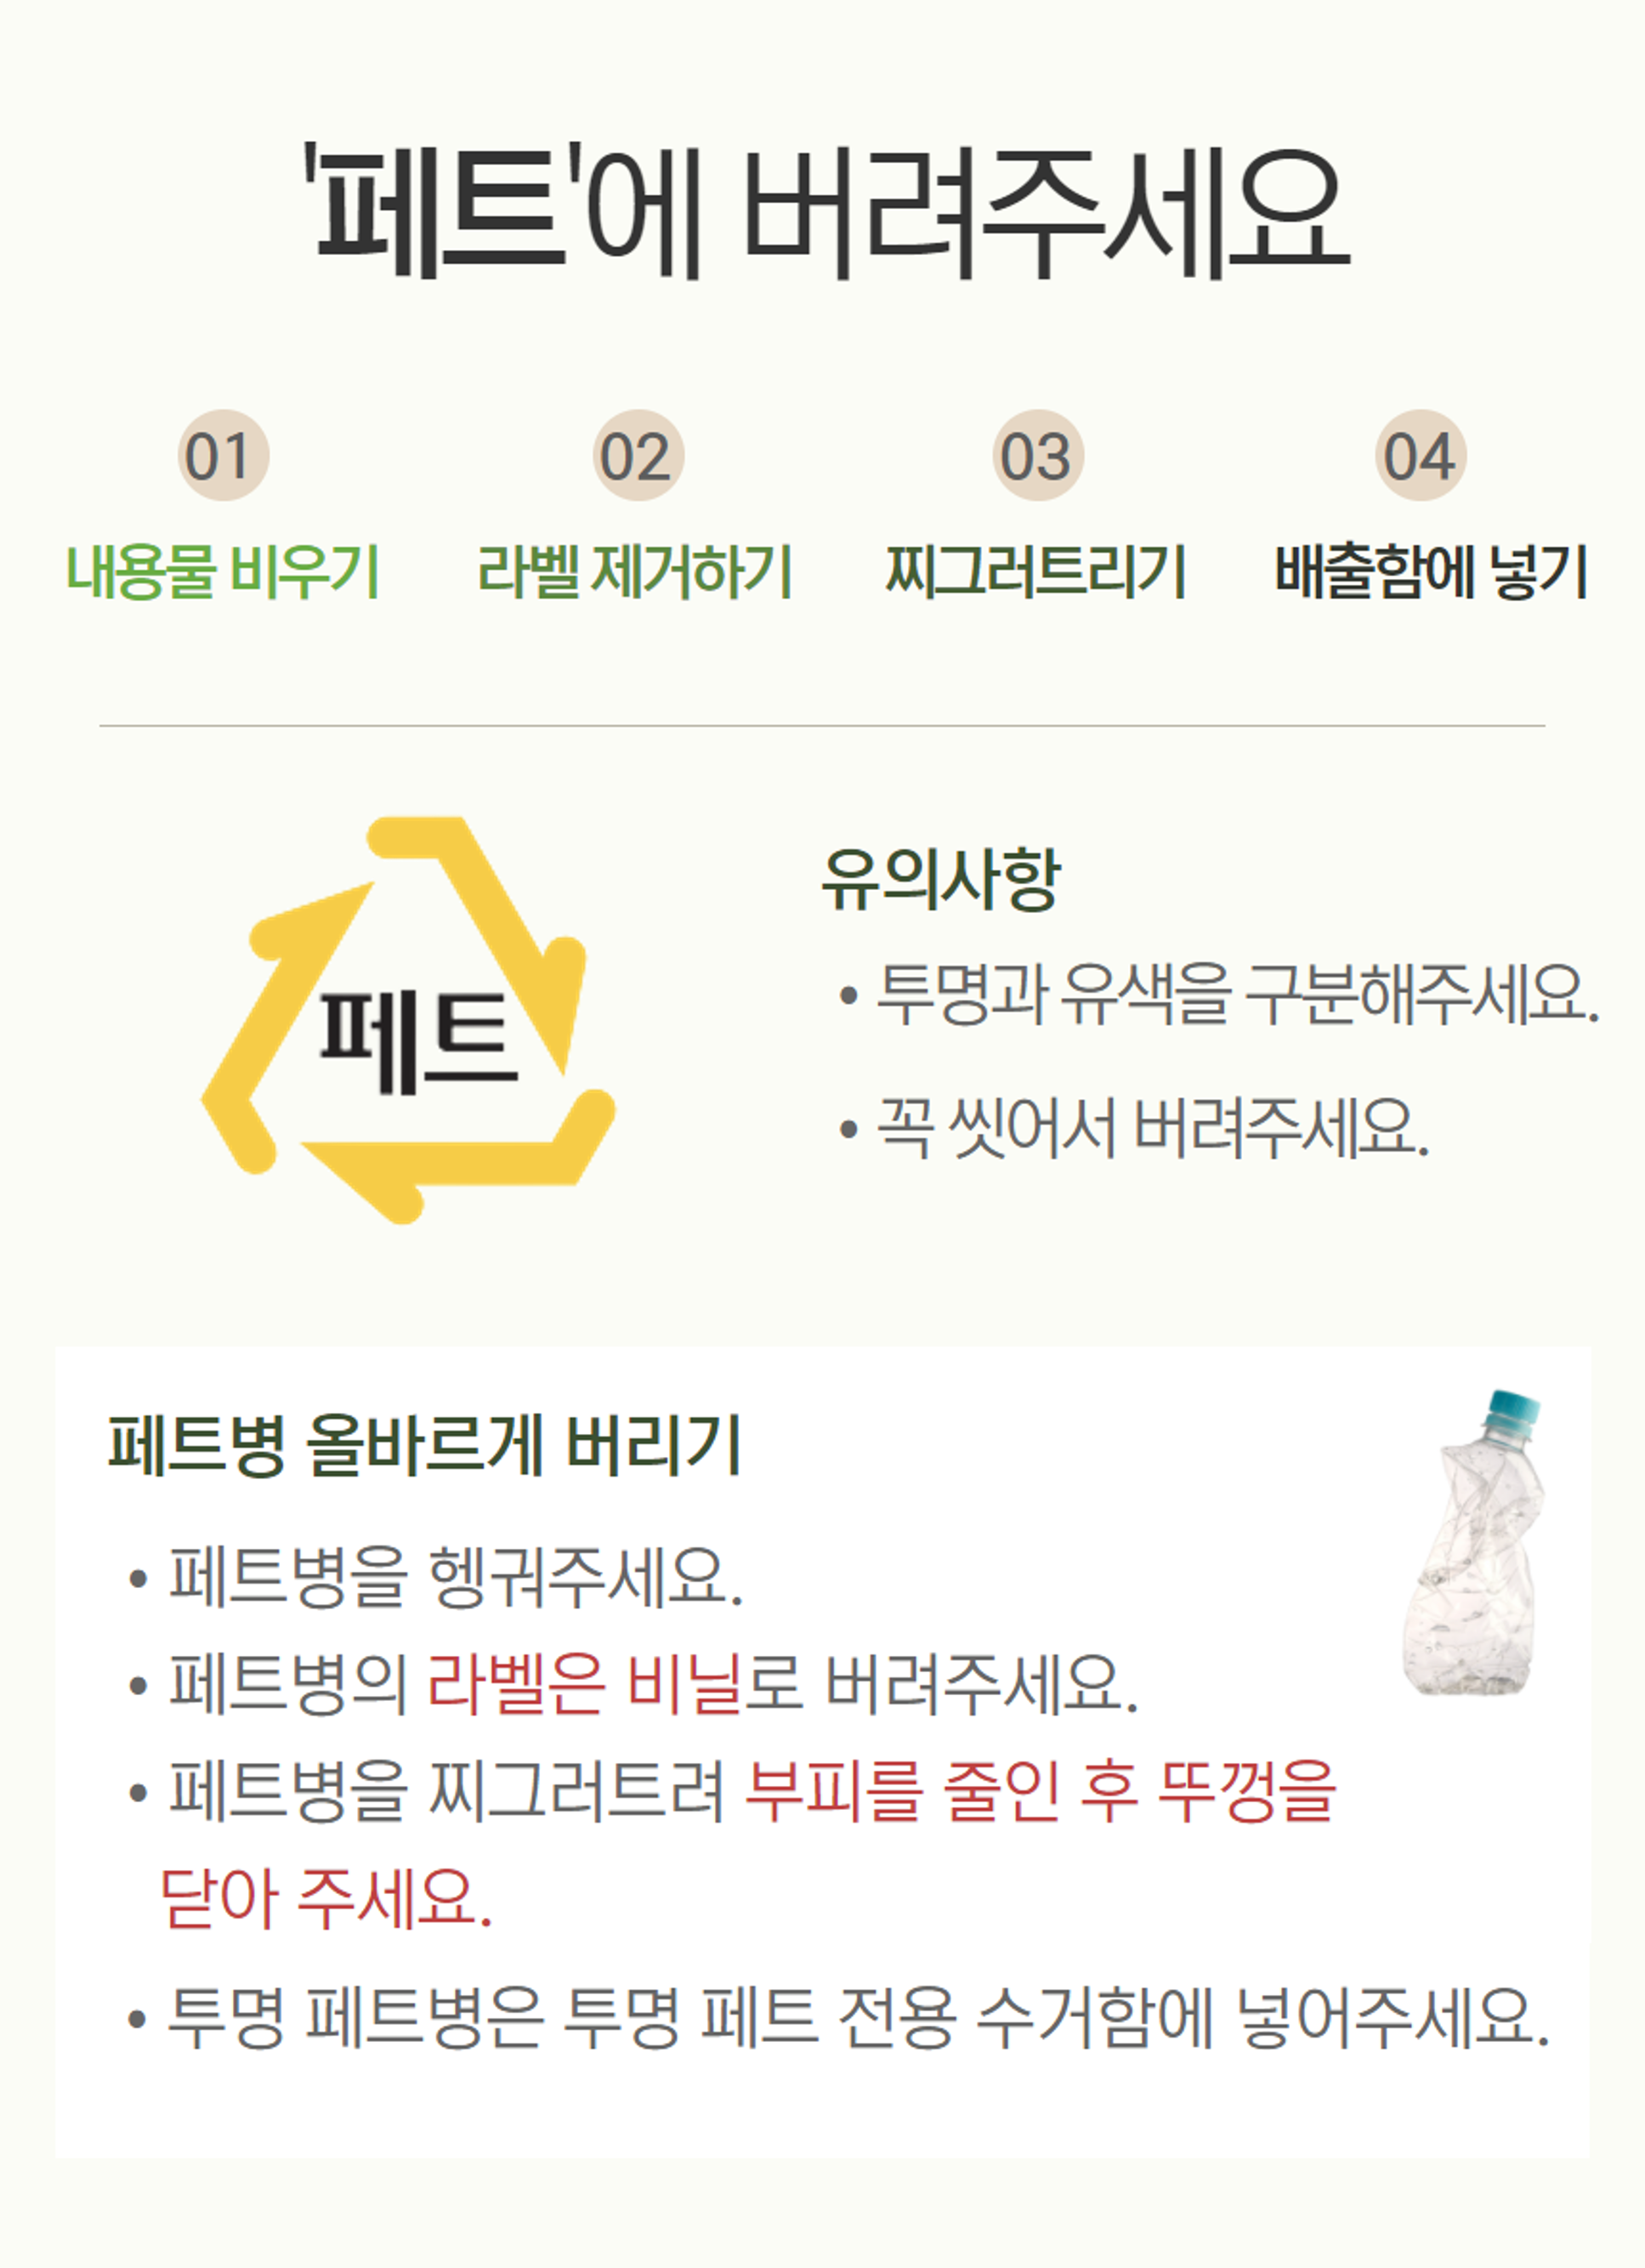 '페트'에 버려주세요
01
02
03
04
내용물 비우기
라벨 제거하기
찌그러트리기
배출함에 넣기
페트
유의사항
• 투명과 유색을 구분해주세요.
• 꼭 씻어서 버려주세요.
페트병 올바르게 버리기
• 페트병을 헹궈주세요.
• 페트병의 라벨은 비닐로 버려주세요.
• 페트병을 찌그러트려 부피를 줄인 후 뚜껑을
닫아 주세요.
• 투명 페트병은 투명 페트 전용 수거함에 넣어주세요.